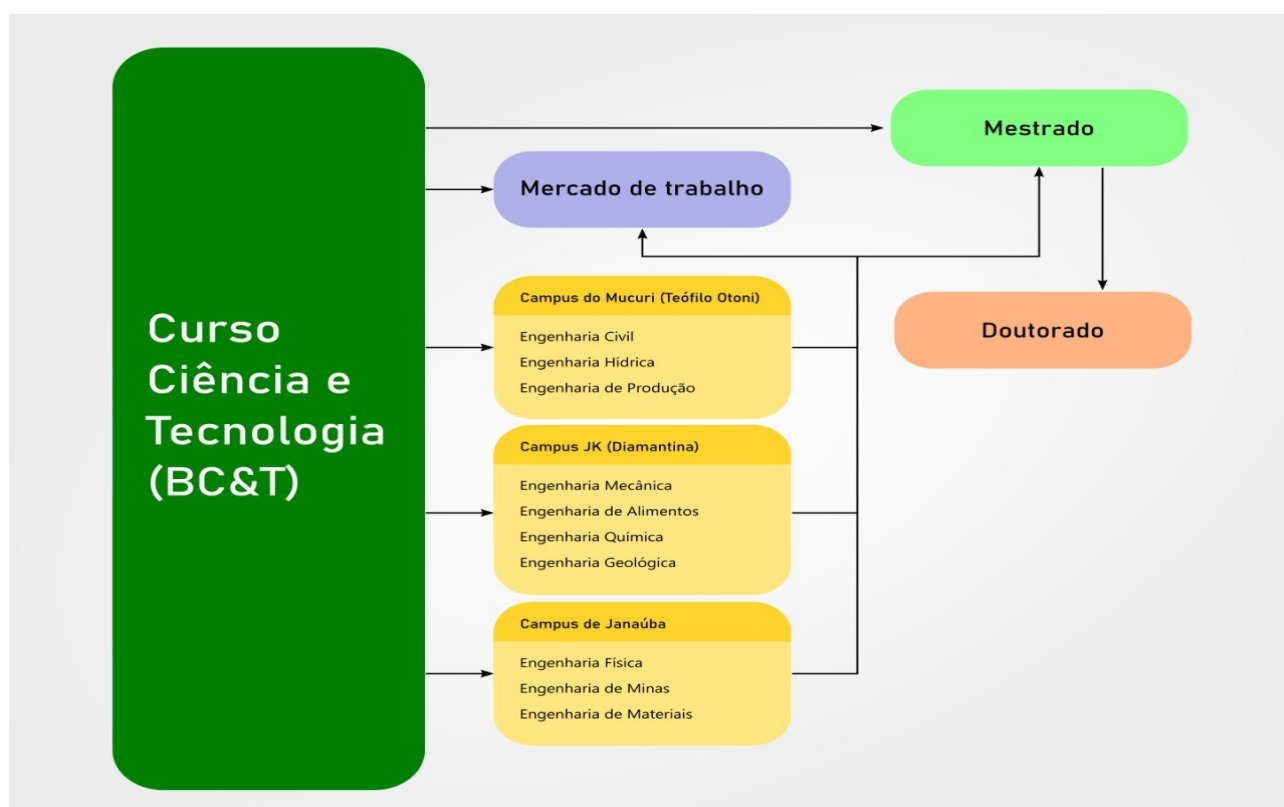 Curso
Ciência e
Tecnologia
(BC&T)
Mestrado
Mercado de trabalho
Doutorado
Campus do Mucuri (Teófilo Otoni)
Engenharia Civil
Engenharia Hídrica
Engenharia de Produção
Campus JK (Diamantina)
Engenharia Mecânica
Engenharia de Alimentos
Engenharia Química
Engenharia Geológica
Campus de Janaúba
Engenharia Física
Engenharia de Minas
Engenharia de Materiais